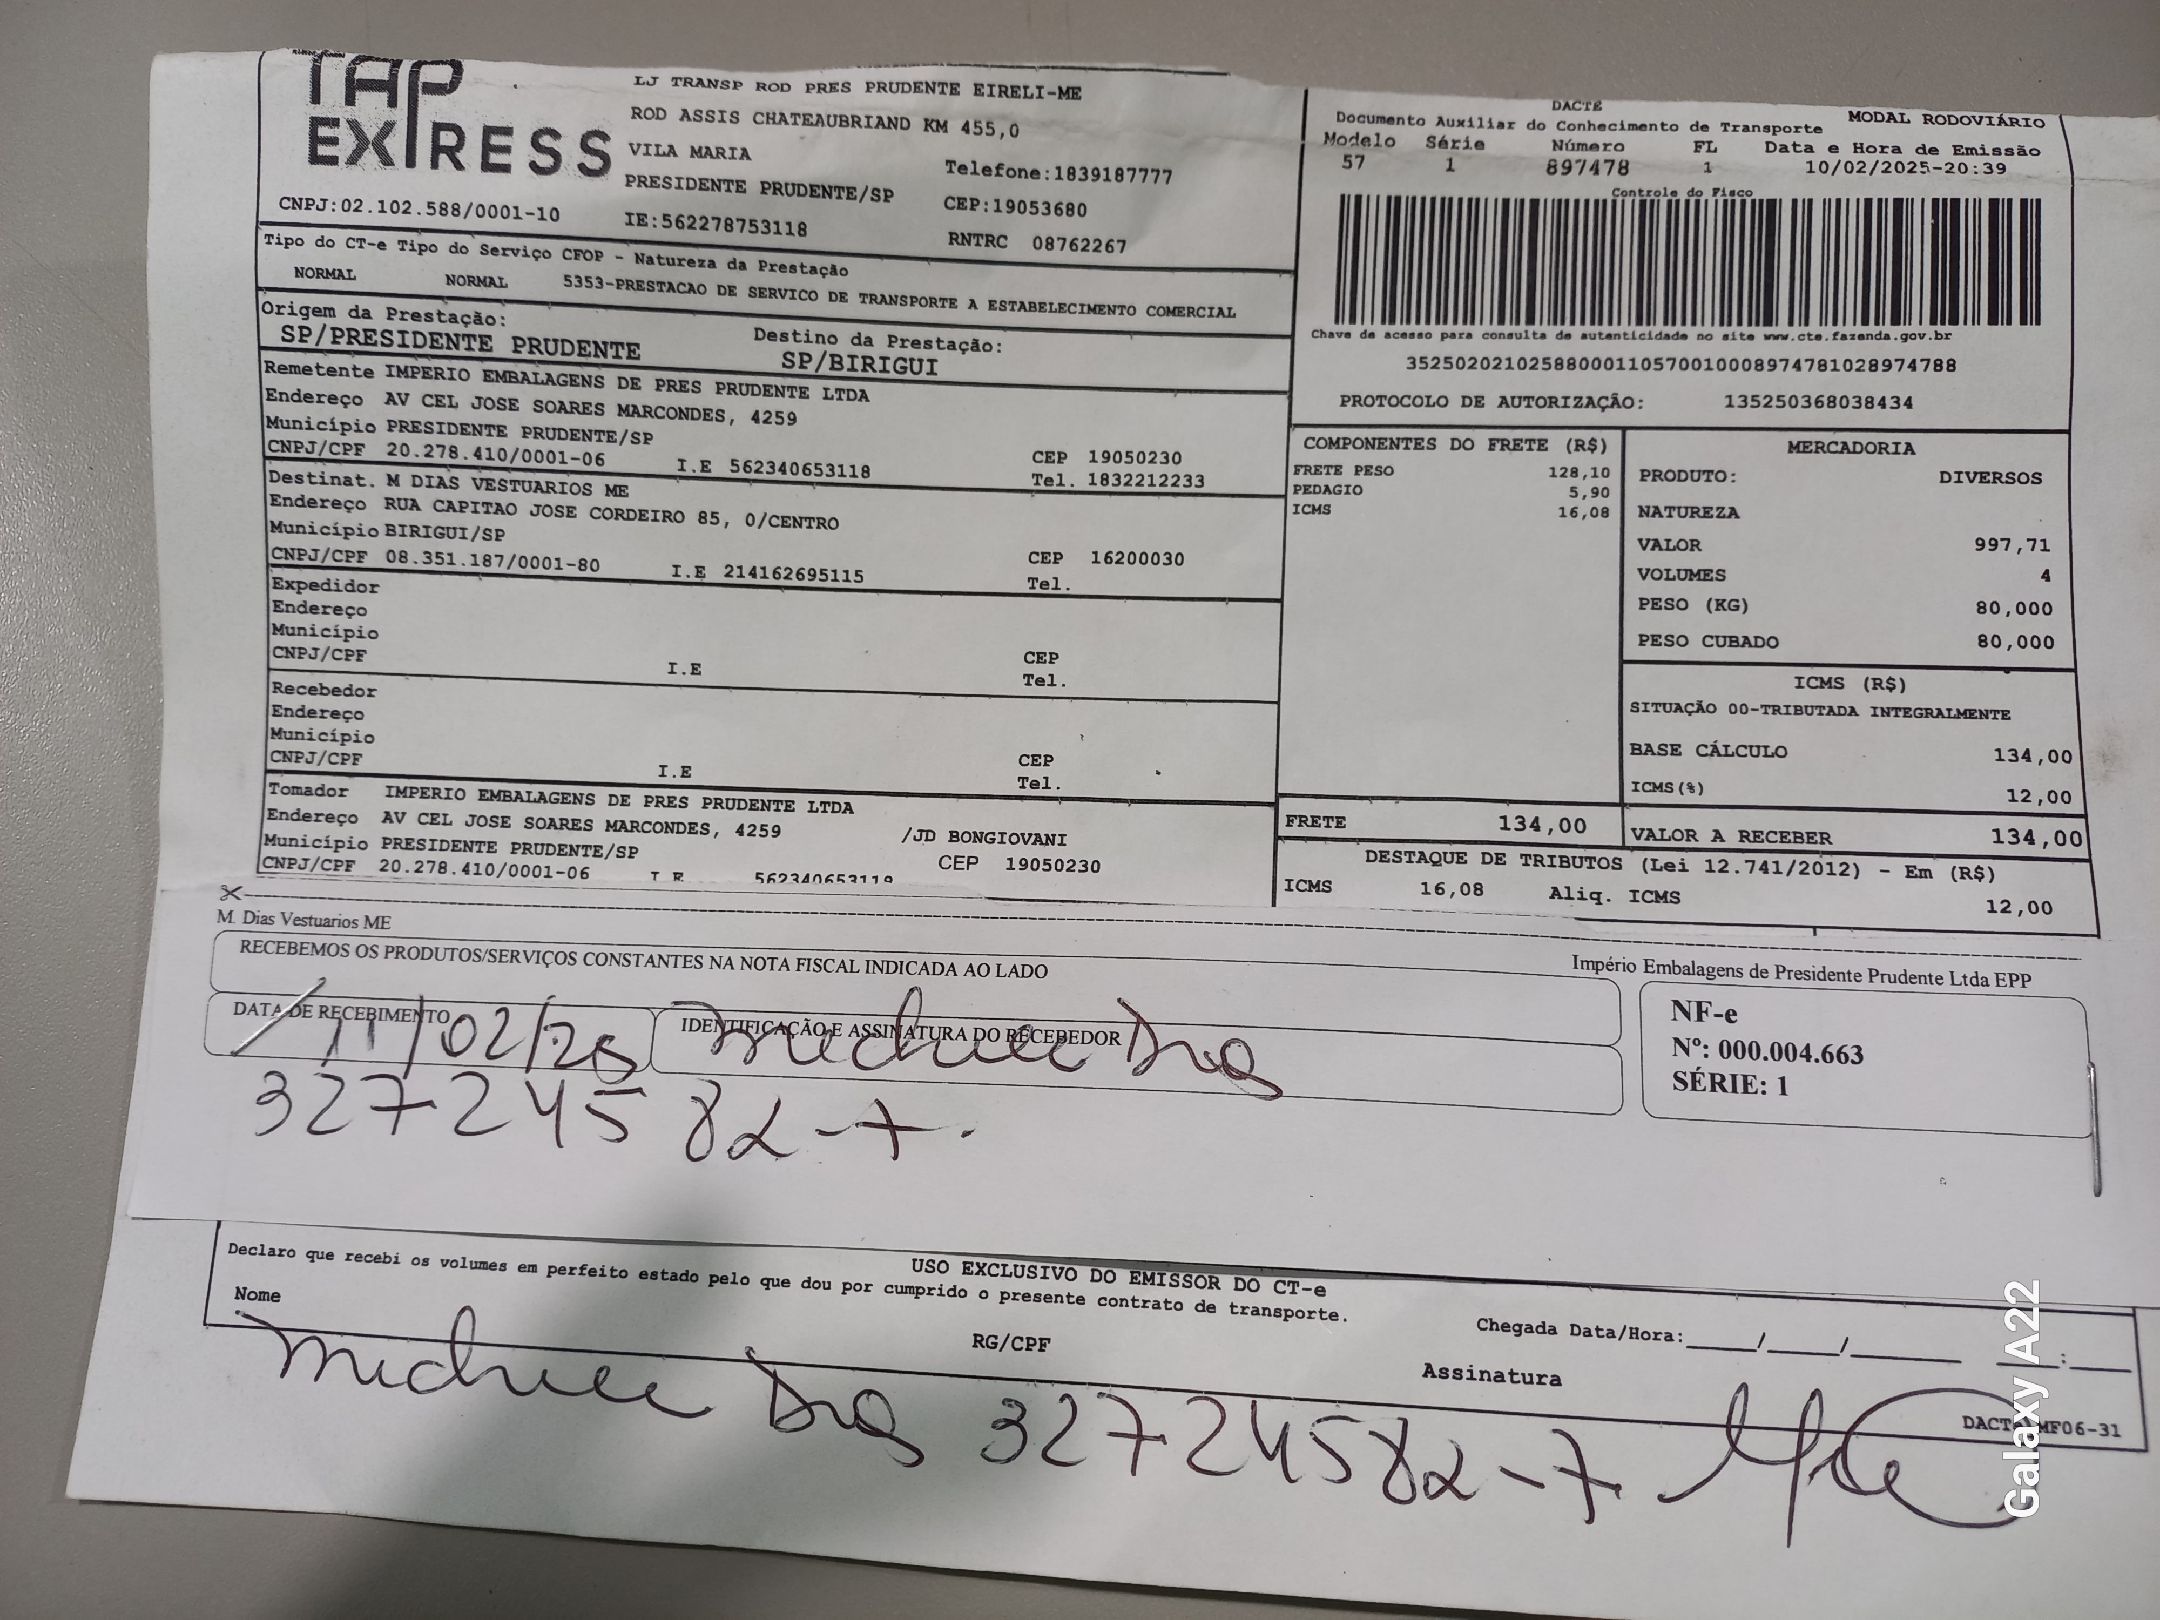 TAP
EXPRESS
LJ TRANSP ROD PRES PRUDENTE EIRELI-ME
ROD ASSIS CHATEAUBRIAND KM 455,0
VILA MARIA
Telefone:1839187777
PRESIDENTE PRUDENTE/SP
CEP:19053680
CNPJ:02.102.588/0001-10
IE:562278753118
RNTRC 08762267
DACTE
Documento Auxiliar do Conhecimento de Transporte
MODAL RODOVIÁRIO
Modelo Série Número FL Data e Hora de Emissão
57 1 897478 1 10/02/2025-20:39
Controle do Fisco
Chave de acesso para consulta de autenticidade no site www.cte.fazenda.gov.br
35250202102588000110570010008974781028974788
PROTOCOLO DE AUTORIZAÇÃO: 135250368038434
Tipo do CT-e Tipo do Serviço CFOP - Natureza da Prestação
NORMAL NORMAL 5353-PRESTACAO DE SERVICO DE TRANSPORTE A ESTABELECIMENTO COMERCIAL
Origem da Prestação:
SP/PRESIDENTE PRUDENTE
Destino da Prestação:
SP/BIRIGUI
Remetente IMPERIO EMBALAGENS DE PRES PRUDENTE LTDA
Endereço AV CEL JOSE SOARES MARCONDES, 4259
Município PRESIDENTE PRUDENTE/SP
CEP 19050230
CNPJ/CPF 20.278.410/0001-06 I.E 562340653118
Tel. 1832212233
Destinat. M DIAS VESTUARIOS ME
Endereço RUA CAPITAO JOSE CORDEIRO 85, 0/CENTRO
Município BIRIGUI/SP
CEP 16200030
CNPJ/CPF 08.351.187/0001-80 I.E 214162695115
Tel.
Expedidor
Endereço
Município
CEP
CNPJ/CPF I.E
Tel.
Recebedor
Endereço
Município
CEP
CNPJ/CPF I.E
Tel.
Tomador IMPERIO EMBALAGENS DE PRES PRUDENTE LTDA
Endereço AV CEL JOSE SOARES MARCONDES, 4259 /JD BONGIOVANI
Município PRESIDENTE PRUDENTE/SP
CEP 19050230
CNPJ/CPF 20.278.410/0001-06 I.E
COMPONENTES DO FRETE (R$)
FRETE PESO 128,10
PEDAGIO 5,90
ICMS 16,08
MERCADORIA
PRODUTO: DIVERSOS
NATUREZA
VALOR 997,71
VOLUMES 4
PESO (KG) 80,000
PESO CUBADO 80,000
ICMS (R$)
SITUAÇÃO 00-TRIBUTADA INTEGRALMENTE
BASE CÁLCULO 134,00
ICMS(%) 12,00
FRETE 134,00
VALOR A RECEBER 134,00
DESTAQUE DE TRIBUTOS (Lei 12.741/2012) - Em (R$)
ICMS 16,08 Aliq. ICMS 12,00
M. Dias Vestuarios ME
Império Embalagens de Presidente Prudente Ltda EPP
RECEBEMOS OS PRODUTOS/SERVIÇOS CONSTANTES NA NOTA FISCAL INDICADA AO LADO
DATA DE RECEBIMENTO
11/02/25
IDENTIFICAÇÃO E ASSINATURA DO RECEBEDOR
32724582-7.
NF-e
Nº: 000.004.663
SÉRIE: 1
USO EXCLUSIVO DO EMISSOR DO CT-e
Declaro que recebi os volumes em perfeito estado pelo que dou por cumprido o presente contrato de transporte.
Nome
RG/CPF
Chegada Data/Hora:_____/_____/_______ ____:____
Assinatura
32724582-7
Galaxy A22